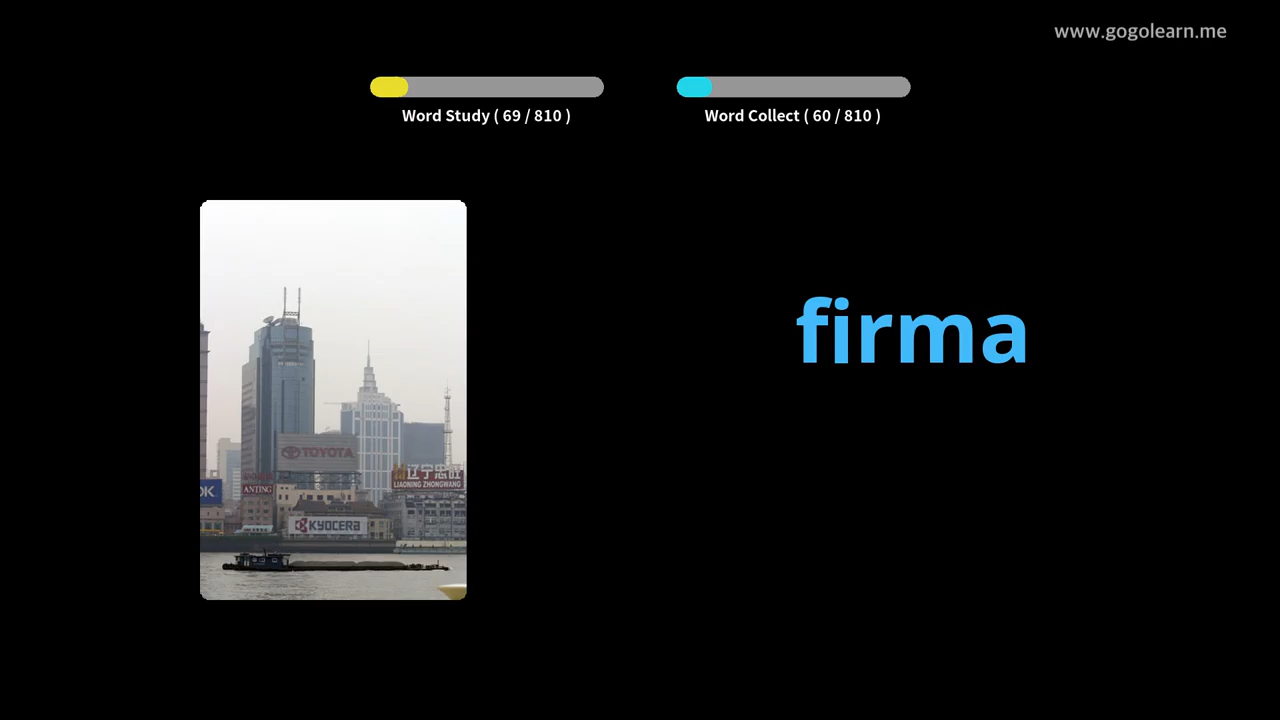 www.gogolearn.me
Word Study ( 69 / 810 )
Word Collect ( 60 / 810 )
firma
TOYOTA
辽宁忠旺
LIAONING ZHONGWANG
OK
ANTING
KYOCERA